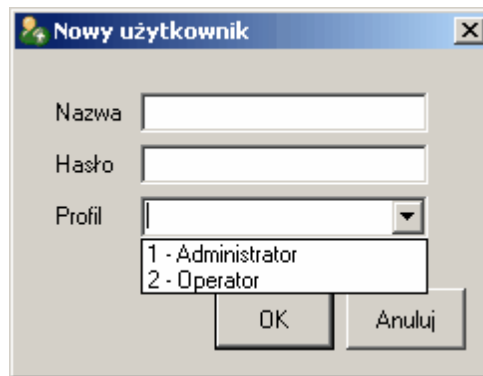 Nowy użytkownik
Nazwa
Hasło
Profil
1 - Administrator
2 - Operator
OK
Anuluj